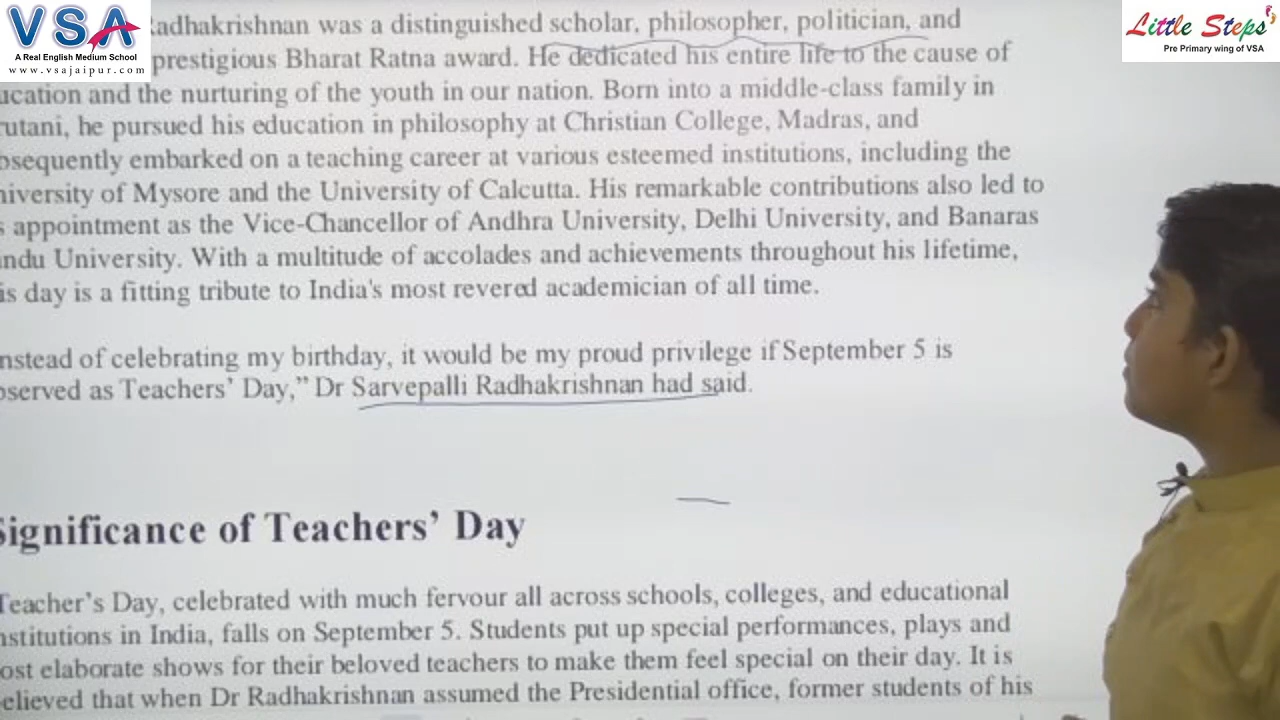 VSA
A Real English Medium School
www.vsajaipur.com
Little Steps
Pre Primary wing of VSA
adhakrishnan was a distinguished scholar, philosopher, politician, and
prestigious Bharat Ratna award. He dedicated his entire life to the cause of
ucation and the nurturing of the youth in our nation. Born into a middle-class family in
rutani, he pursued his education in philosophy at Christian College, Madras, and
bsequently embarked on a teaching career at various esteemed institutions, including the
niversity of Mysore and the University of Calcutta. His remarkable contributions also led to
s appointment as the Vice-Chancellor of Andhra University, Delhi University, and Banaras
ndu University. With a multitude of accolades and achievements throughout his lifetime,
is day is a fitting tribute to India's most revered academician of all time.
nstead of celebrating my birthday, it would be my proud privilege if September 5 is
bserved as Teachers’ Day,” Dr Sarvepalli Radhakrishnan had said.
Significance of Teachers’ Day
Teacher’s Day, celebrated with much fervour all across schools, colleges, and educational
nstitutions in India, falls on September 5. Students put up special performances, plays and
ost elaborate shows for their beloved teachers to make them feel special on their day. It is
elieved that when Dr Radhakrishnan assumed the Presidential office, former students of his